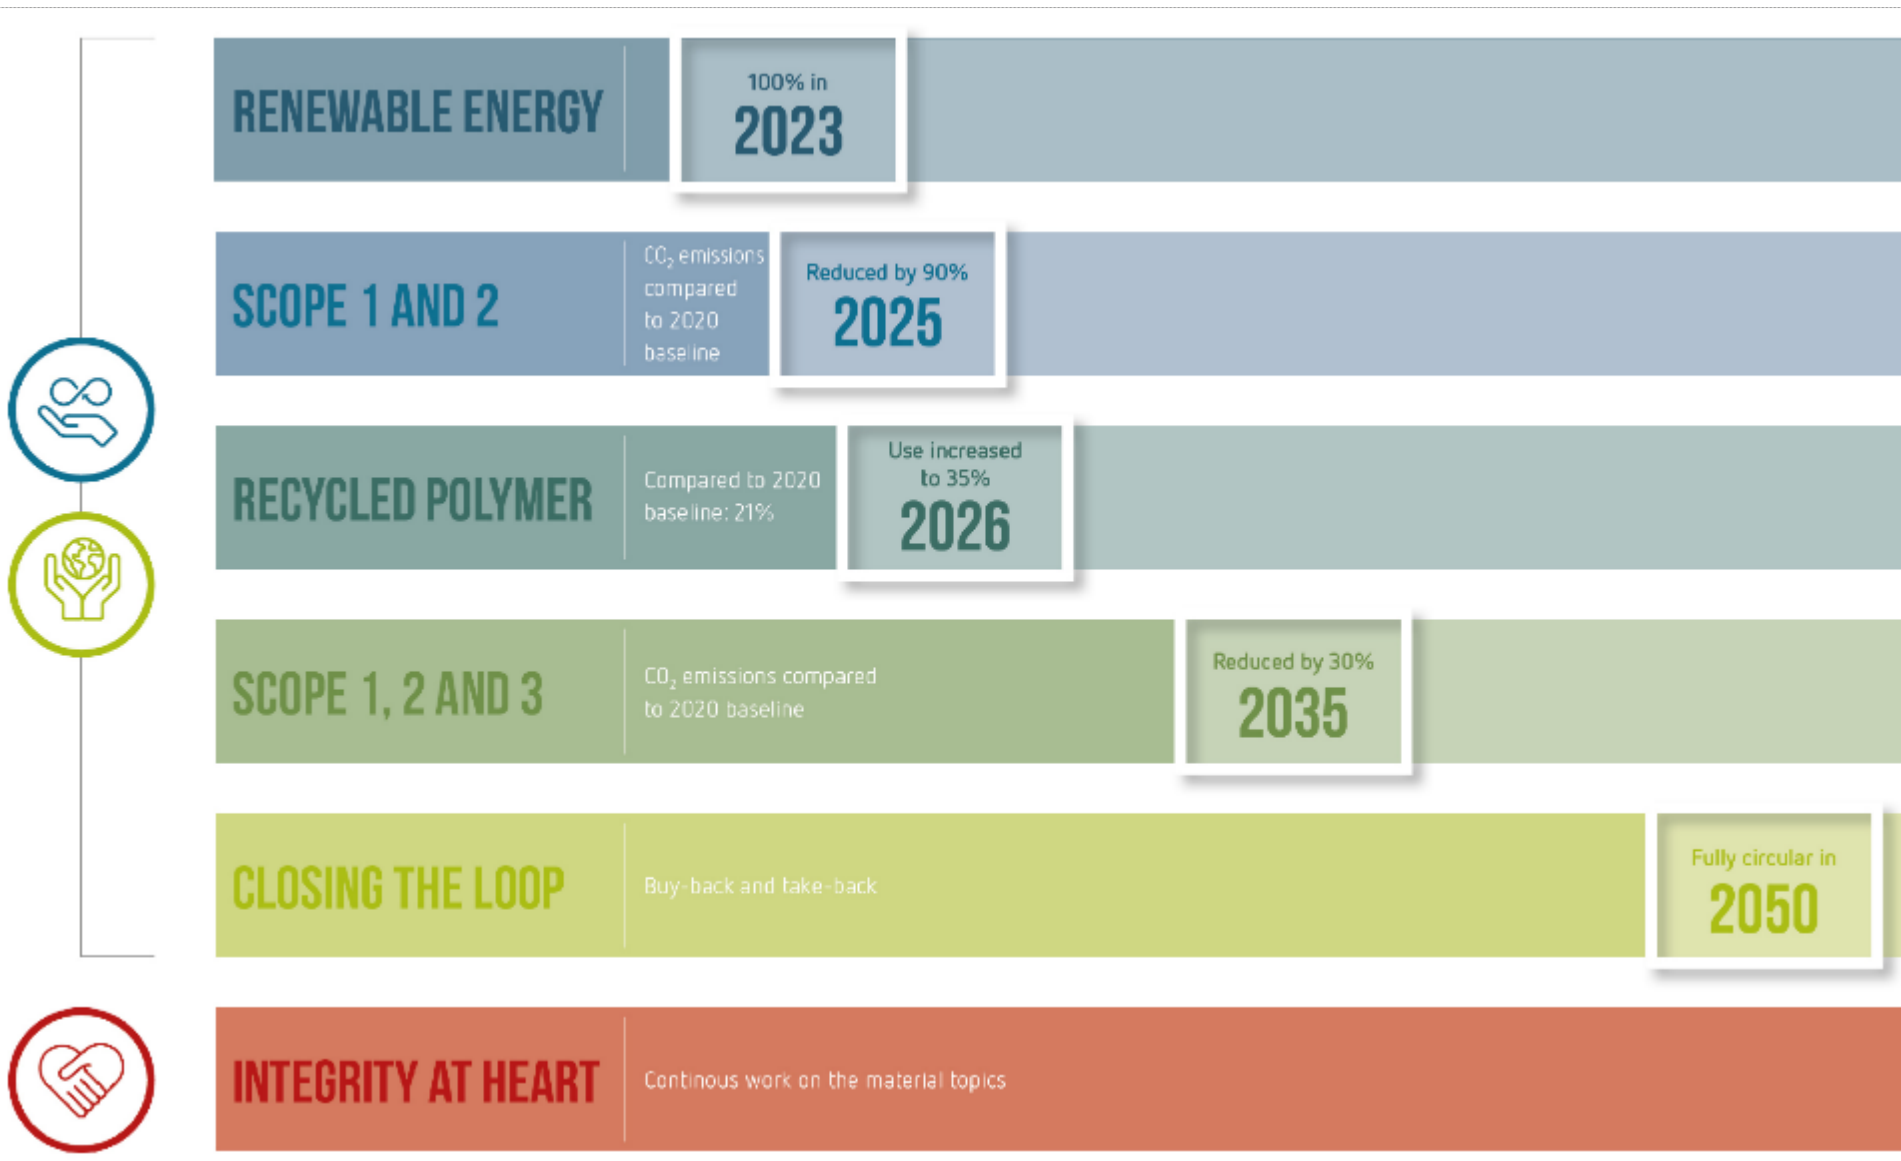 RENEWABLE ENERGY
100% in
2023
SCOPE 1 AND 2
CO₂ emissions
compared
to 2020
baseline
Reduced by 90%
2025
RECYCLED POLYMER
Compared to 2020
baseline: 21%
Use increased
to 35%
2026
SCOPE 1, 2 AND 3
CO₂ emissions compared
to 2020 baseline
Reduced by 30%
2035
CLOSING THE LOOP
Buy-back and take-back
Fully circular in
2050
INTEGRITY AT HEART
Continous work on the material topics